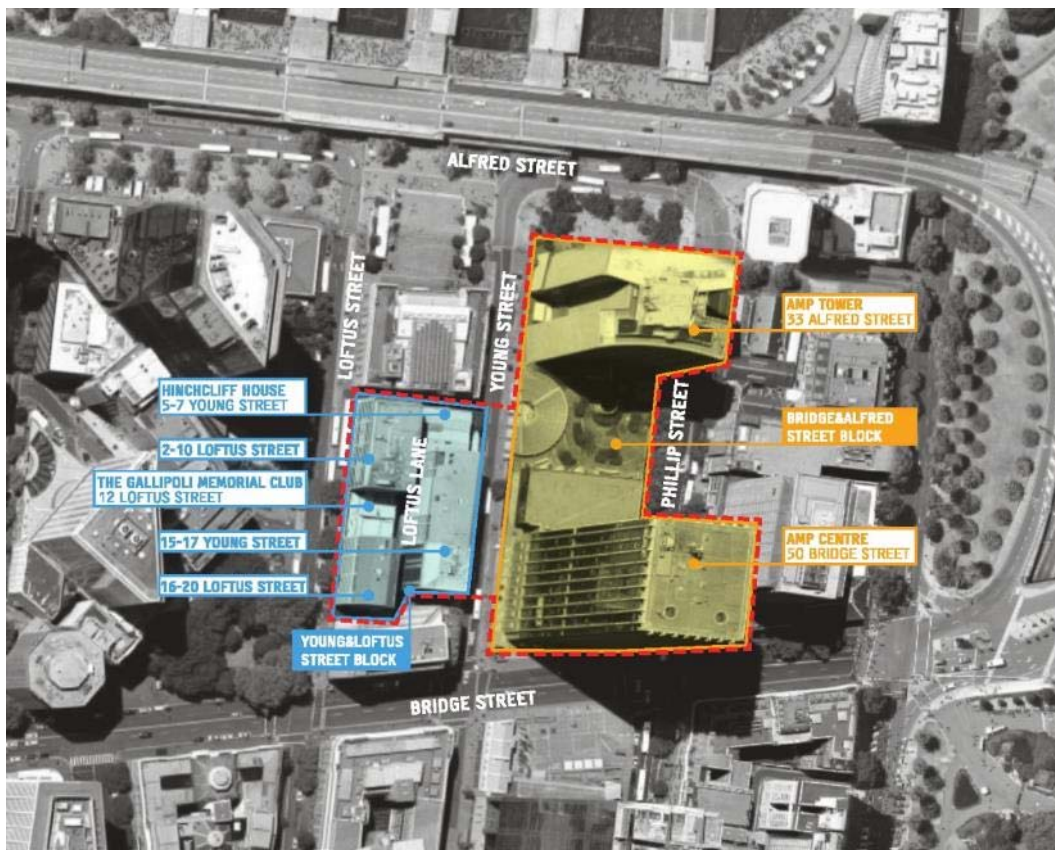 ALFRED STREET
LOFTUS STREET
YOUNG STREET
AMP TOWER
33 ALFRED STREET
HINCHCLIFF HOUSE
5-7 YOUNG STREET
BRIDGE&ALFRED
STREET BLOCK
2-10 LOFTUS STREET
LOFTUS LANE
PHILLIP STREET
THE GALLIPOLI MEMORIAL CLUB
12 LOFTUS STREET
15-17 YOUNG STREET
AMP CENTRE
50 BRIDGE STREET
16-20 LOFTUS STREET
YOUNG&LOFTUS
STREET BLOCK
BRIDGE STREET